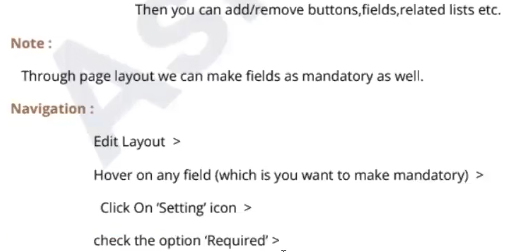 Then you can add/remove buttons,fields,related lists etc.
Note :
Through page layout we can make fields as mandatory as well.
Navigation :
Edit Layout >
Hover on any field (which is you want to make mandatory) >
Click On ‘Setting’ icon >
check the option ‘Required’ >